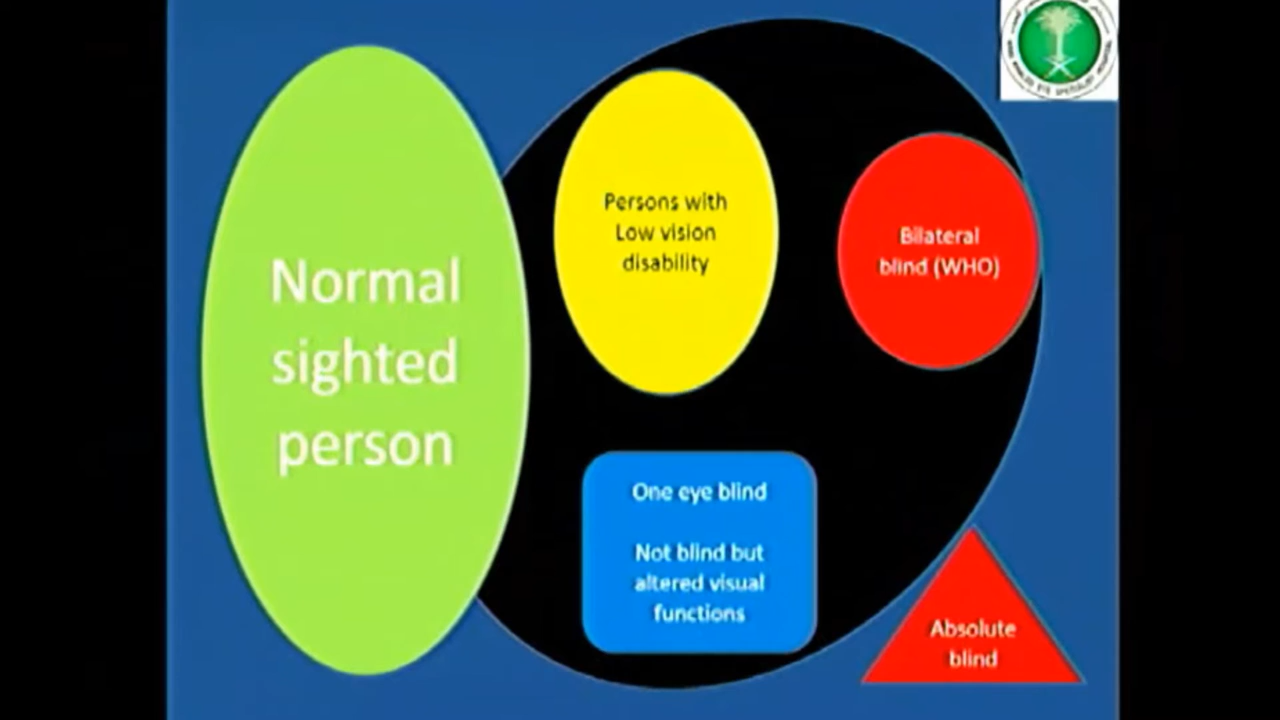 Normal
sighted
person
Persons with
Low vision
disability
Bilateral
blind (WHO)
One eye blind
Not blind but
altered visual
functions
Absolute
blind